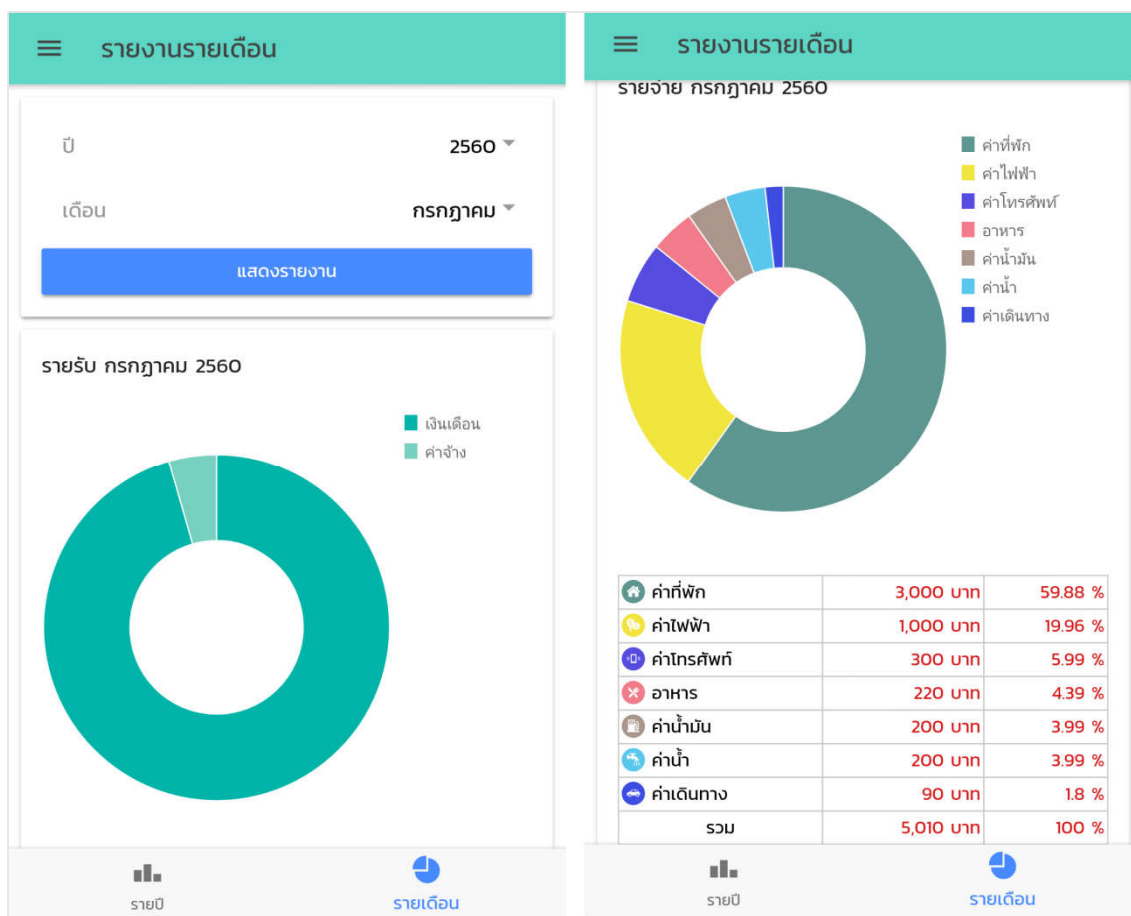 รายงานรายเดือน
ปี 2560
เดือน กรกฎาคม
แสดงรายงาน
รายรับ กรกฎาคม 2560
เงินเดือน
ค่าจ้าง
รายปี รายเดือน
รายงานรายเดือน
รายจ่าย กรกฎาคม 2560
ค่าที่พัก
ค่าไฟฟ้า
ค่าโทรศัพท์
อาหาร
ค่าน้ำมัน
ค่าน้ำ
ค่าเดินทาง
ค่าที่พัก 3,000 บาท 59.88 %
ค่าไฟฟ้า 1,000 บาท 19.96 %
ค่าโทรศัพท์ 300 บาท 5.99 %
อาหาร 220 บาท 4.39 %
ค่าน้ำมัน 200 บาท 3.99 %
ค่าน้ำ 200 บาท 3.99 %
ค่าเดินทาง 90 บาท 1.8 %
รวม 5,010 บาท 100 %
รายปี รายเดือน